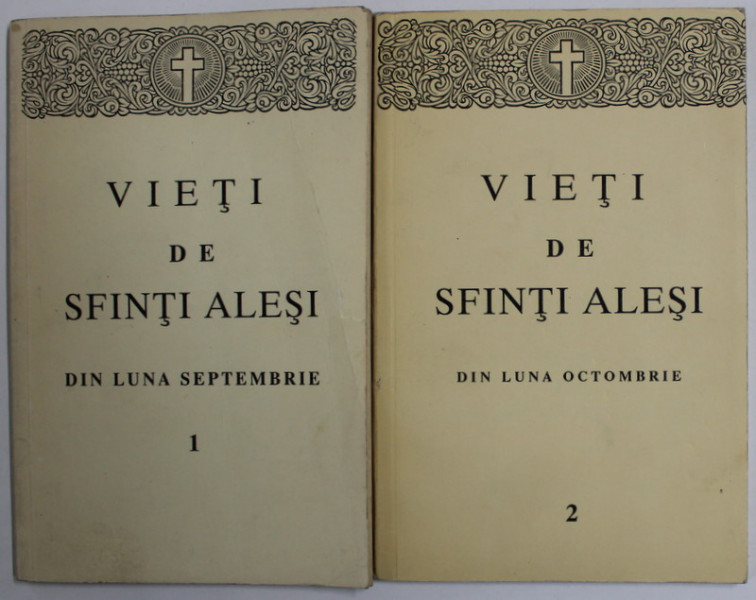 VIEŢI
DE
SFINŢI ALEŞI
DIN LUNA SEPTEMBRIE
1
VIEŢI
DE
SFINŢI ALEŞI
DIN LUNA OCTOMBRIE
2